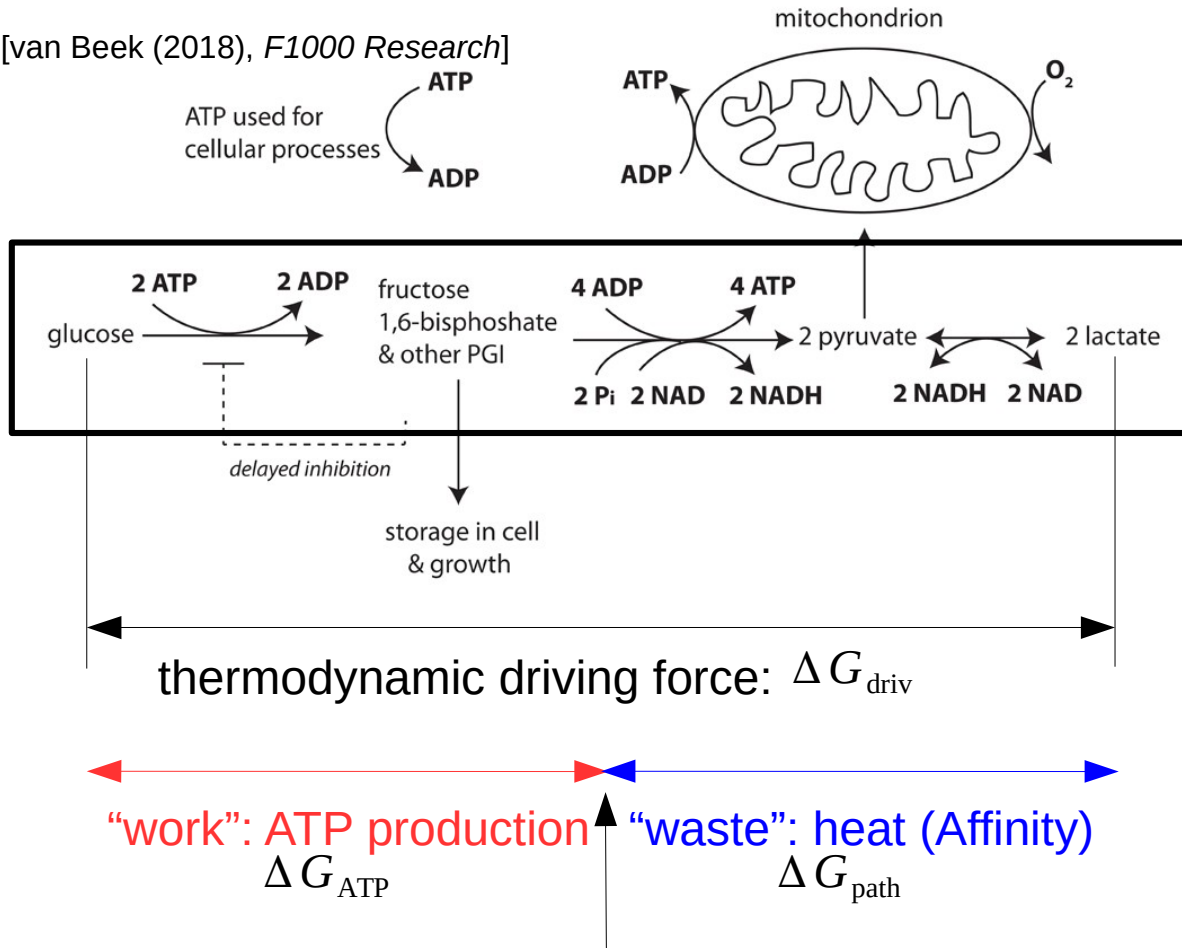 mitochondrion
[van Beek (2018), F1000 Research]
ATP
ATP used for
cellular processes
ADP
ATP
ADP
O₂
2 ATP
2 ADP
glucose
fructose
1,6-bisphoshate
& other PGI
4 ADP
4 ATP
2 Pi
2 NAD
2 NADH
2 pyruvate
2 lactate
2 NADH
2 NAD
delayed inhibition
storage in cell
& growth
thermodynamic driving force: ΔG_driv
“work”: ATP production
ΔG_ATP
“waste”: heat (Affinity)
ΔG_path